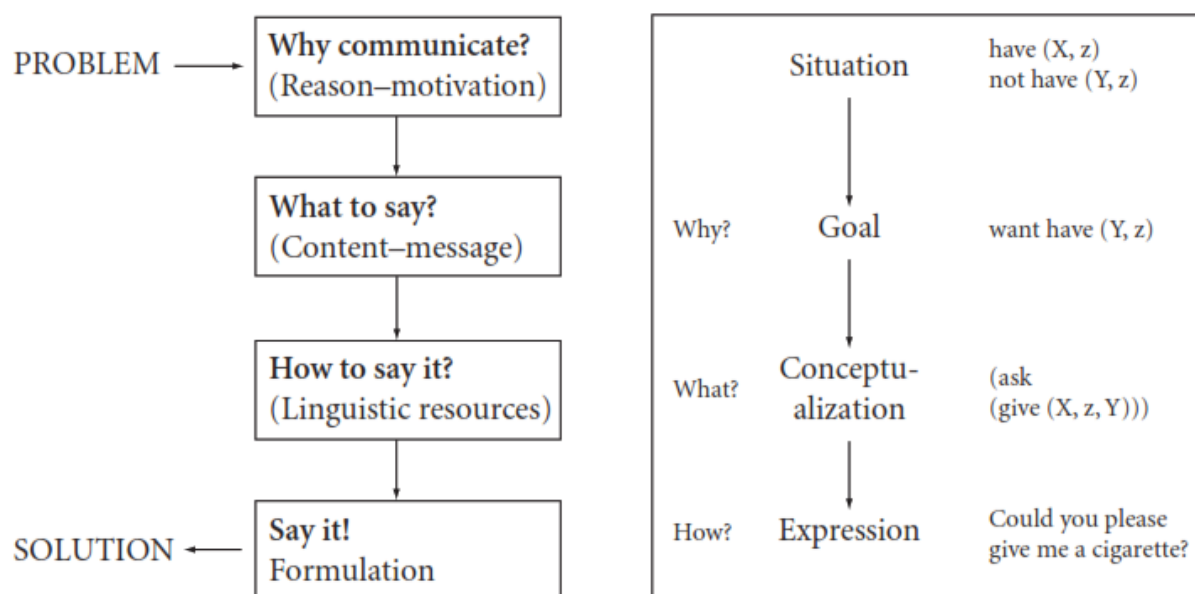 PROBLEM
Why communicate?
(Reason–motivation)
What to say?
(Content–message)
How to say it?
(Linguistic resources)
SOLUTION
Say it!
Formulation
Situation
have (X, z)
not have (Y, z)
Why?
Goal
want have (Y, z)
What?
Conceptu-
alization
(ask
(give (X, z, Y)))
How?
Expression
Could you please
give me a cigarette?